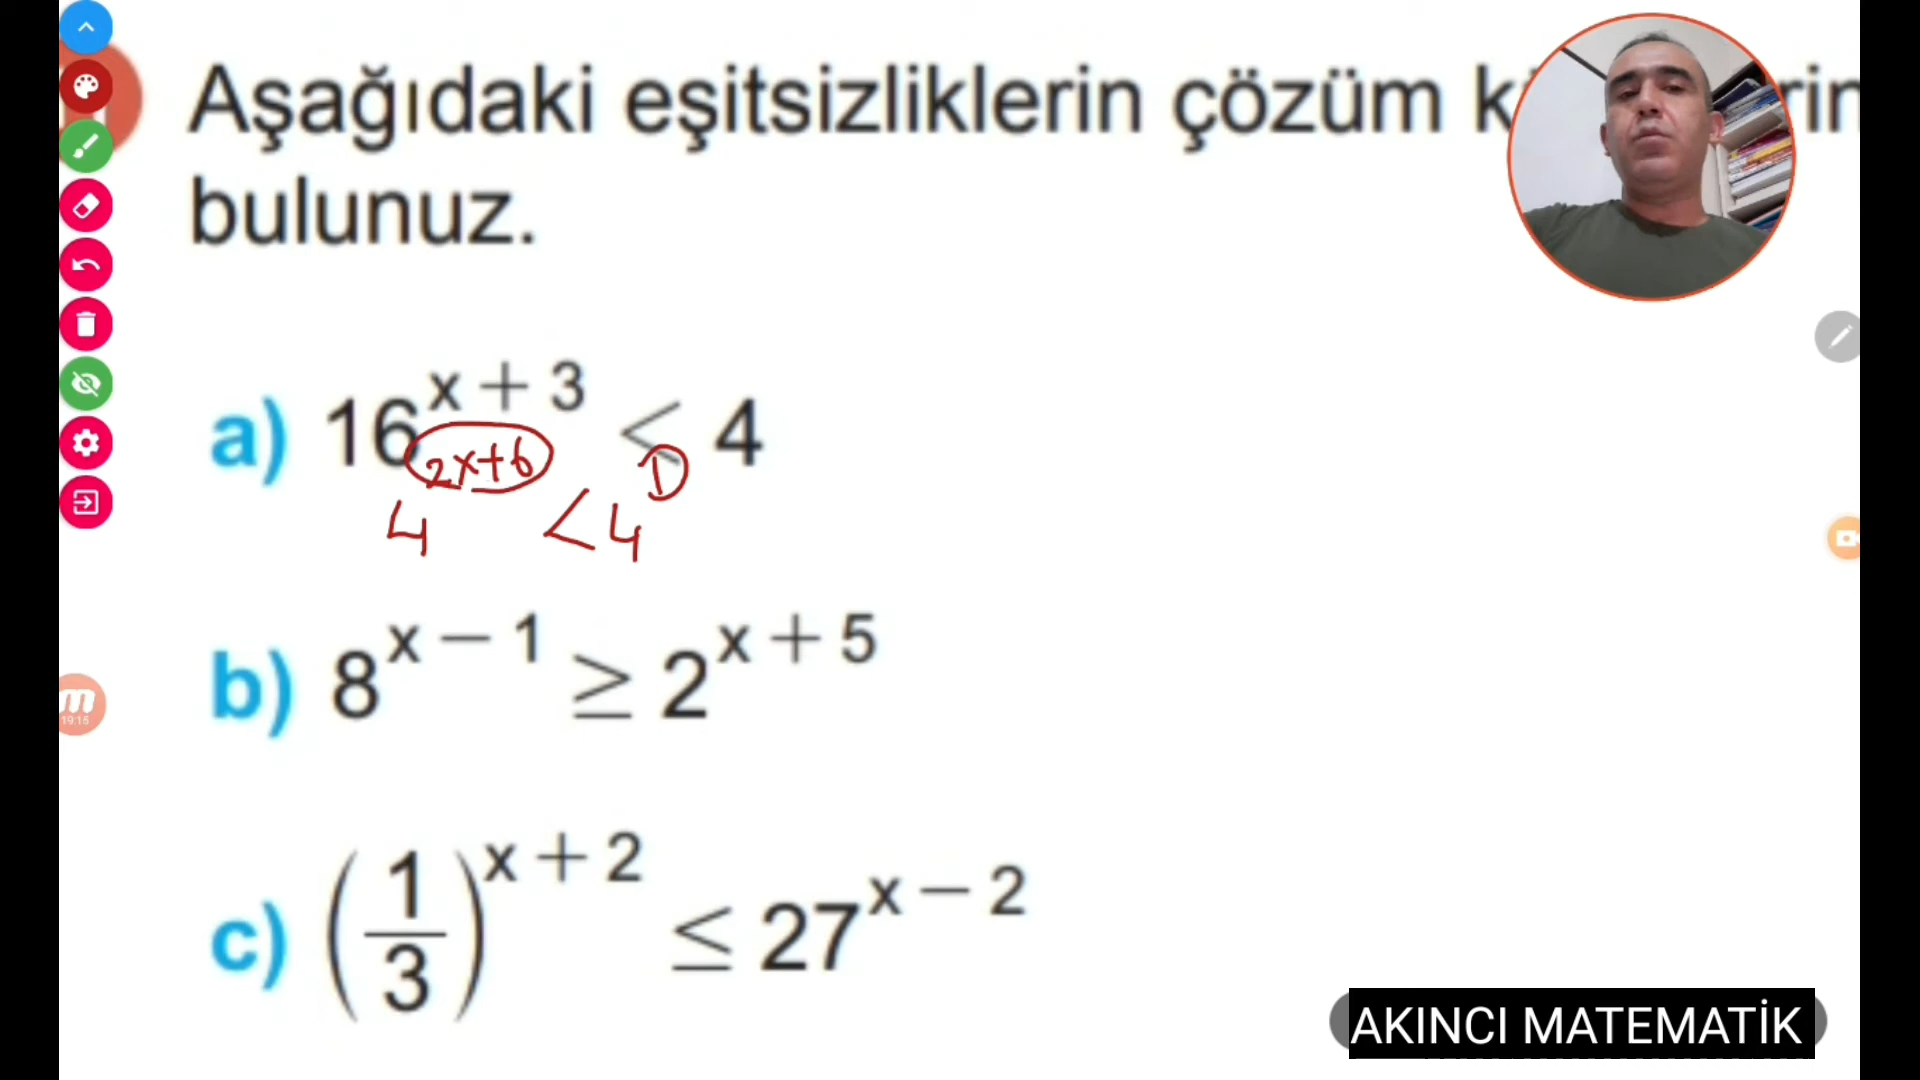 Aşağıdaki eşitsizliklerin çözüm
bulunuz.
a) 16^{x + 3} < 4
4^{2x+6} < 4^{1}
b) 8^{x − 1} ≥ 2^{x + 5}
c) (1/3)^{x + 2} ≤ 27^{x − 2}
m
AKINCI MATEMATİK